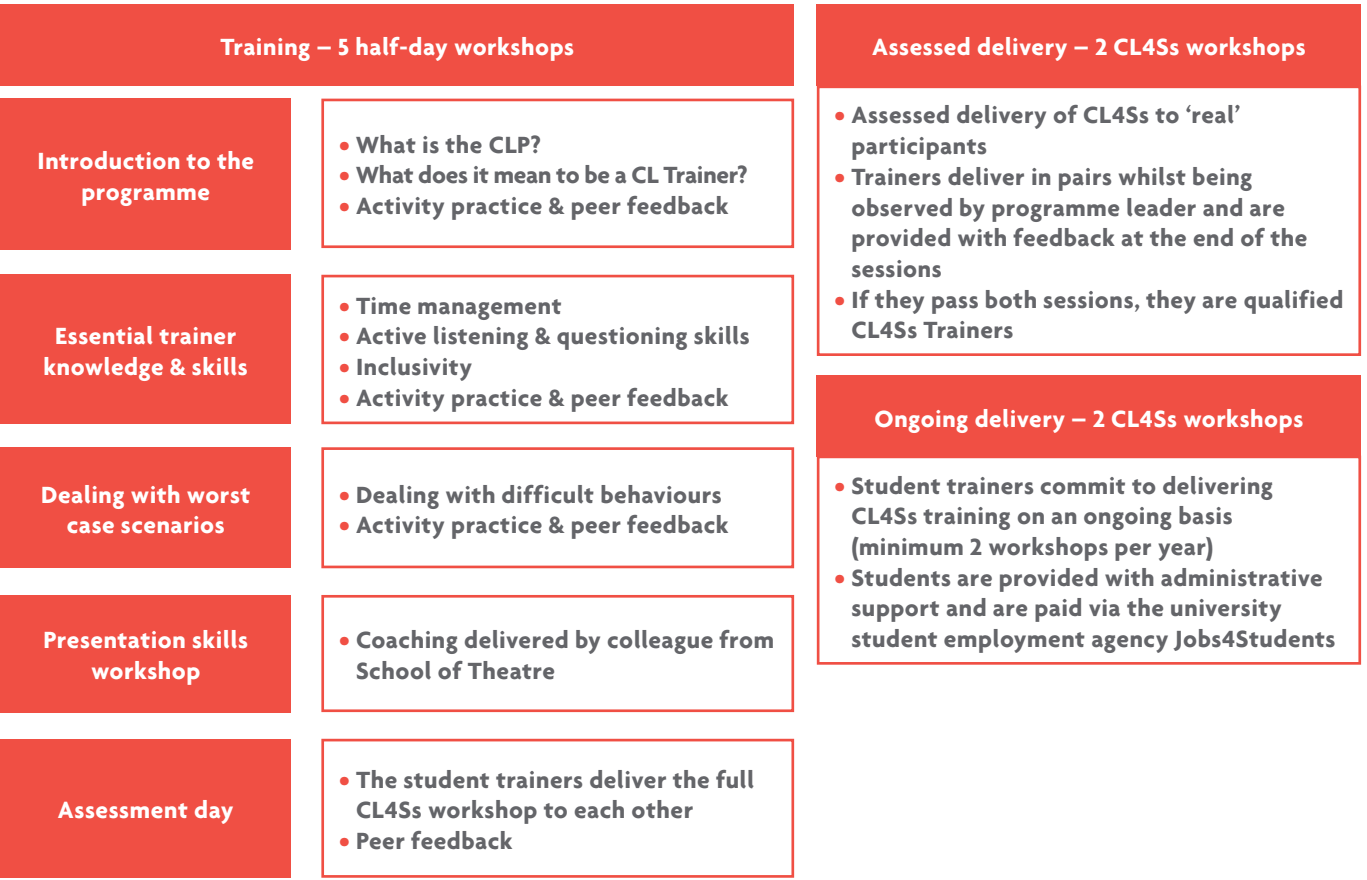 Training – 5 half-day workshops
Introduction to the
programme
• What is the CLP?
• What does it mean to be a CL Trainer?
• Activity practice & peer feedback
Essential trainer
knowledge & skills
• Time management
• Active listening & questioning skills
• Inclusivity
• Activity practice & peer feedback
Dealing with worst
case scenarios
• Dealing with difficult behaviours
• Activity practice & peer feedback
Presentation skills
workshop
• Coaching delivered by colleague from
School of Theatre
Assessment day
• The student trainers deliver the full
CL4Ss workshop to each other
• Peer feedback
Assessed delivery – 2 CL4Ss workshops
• Assessed delivery of CL4Ss to ‘real’
participants
• Trainers deliver in pairs whilst being
observed by programme leader and are
provided with feedback at the end of the
sessions
• If they pass both sessions, they are qualified
CL4Ss Trainers
Ongoing delivery – 2 CL4Ss workshops
• Student trainers commit to delivering
CL4Ss training on an ongoing basis
(minimum 2 workshops per year)
• Students are provided with administrative
support and are paid via the university
student employment agency Jobs4Students